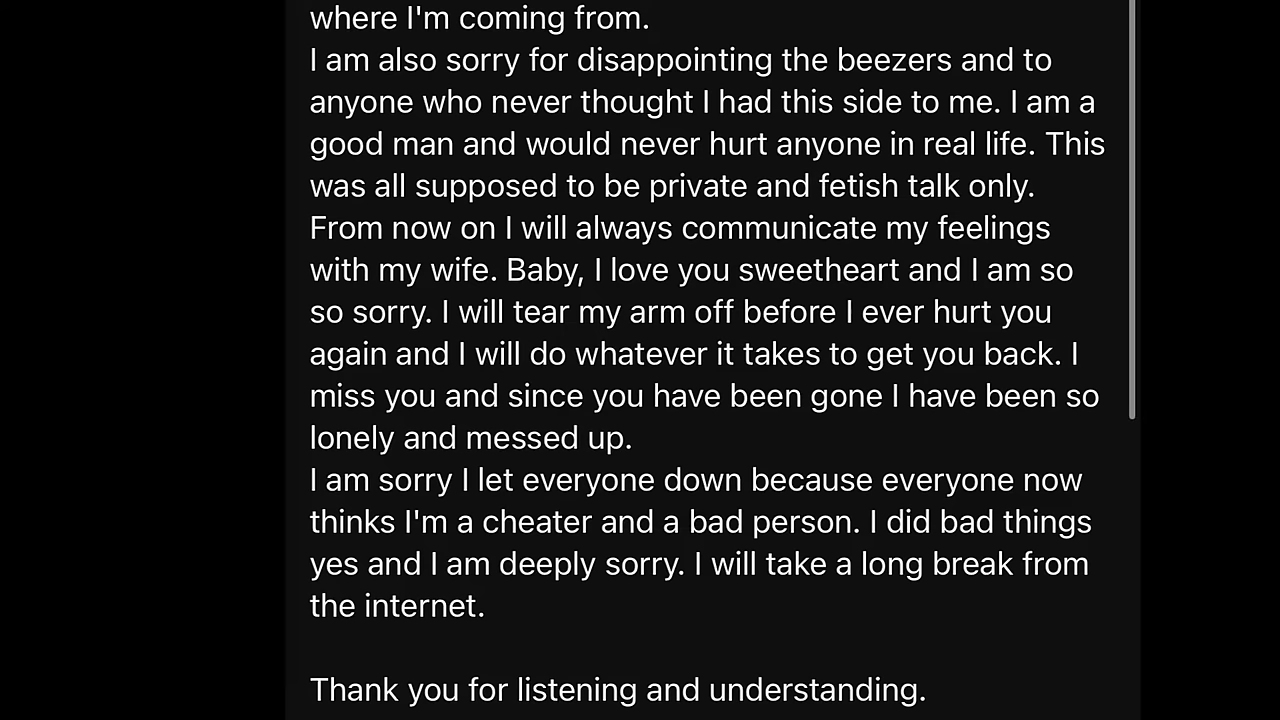 where I'm coming from.
I am also sorry for disappointing the beezers and to
anyone who never thought I had this side to me. I am a
good man and would never hurt anyone in real life. This
was all supposed to be private and fetish talk only.
From now on I will always communicate my feelings
with my wife. Baby, I love you sweetheart and I am so
so sorry. I will tear my arm off before I ever hurt you
again and I will do whatever it takes to get you back. I
miss you and since you have been gone I have been so
lonely and messed up.
I am sorry I let everyone down because everyone now
thinks I'm a cheater and a bad person. I did bad things
yes and I am deeply sorry. I will take a long break from
the internet.
Thank you for listening and understanding.